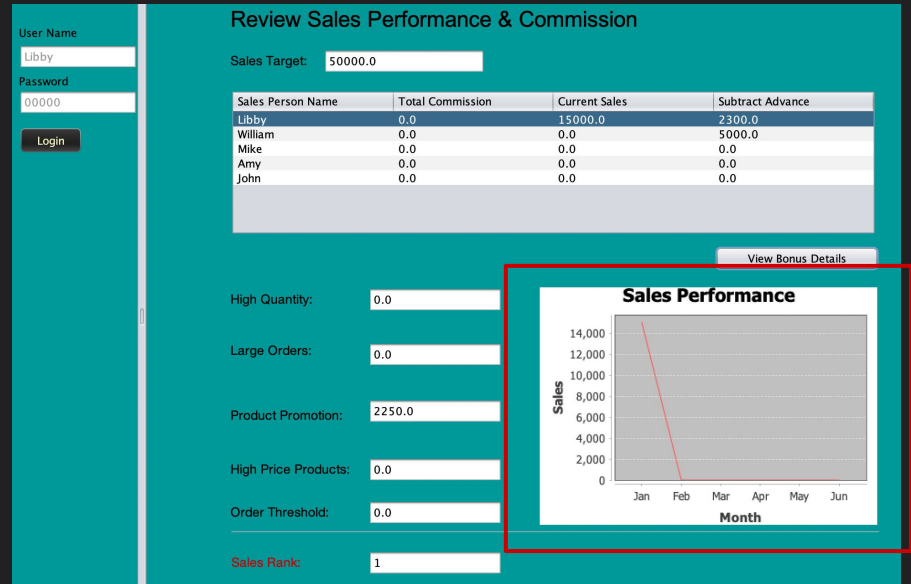 Review Sales Performance & Commission
User Name
Libby
Password
00000
Login
Sales Target: 50000.0
Sales Person Name Total Commission Current Sales Subtract Advance
Libby 0.0 15000.0 2300.0
William 0.0 0.0 5000.0
Mike 0.0 0.0 0.0
Amy 0.0 0.0 0.0
John 0.0 0.0 0.0
View Bonus Details
High Quantity: 0.0
Large Orders: 0.0
Product Promotion: 2250.0
High Price Products: 0.0
Order Threshold: 0.0
Sales Rank: 1
Sales Performance
Sales
14,000
12,000
10,000
8,000
6,000
4,000
2,000
0
Jan Feb Mar Apr May Jun
Month